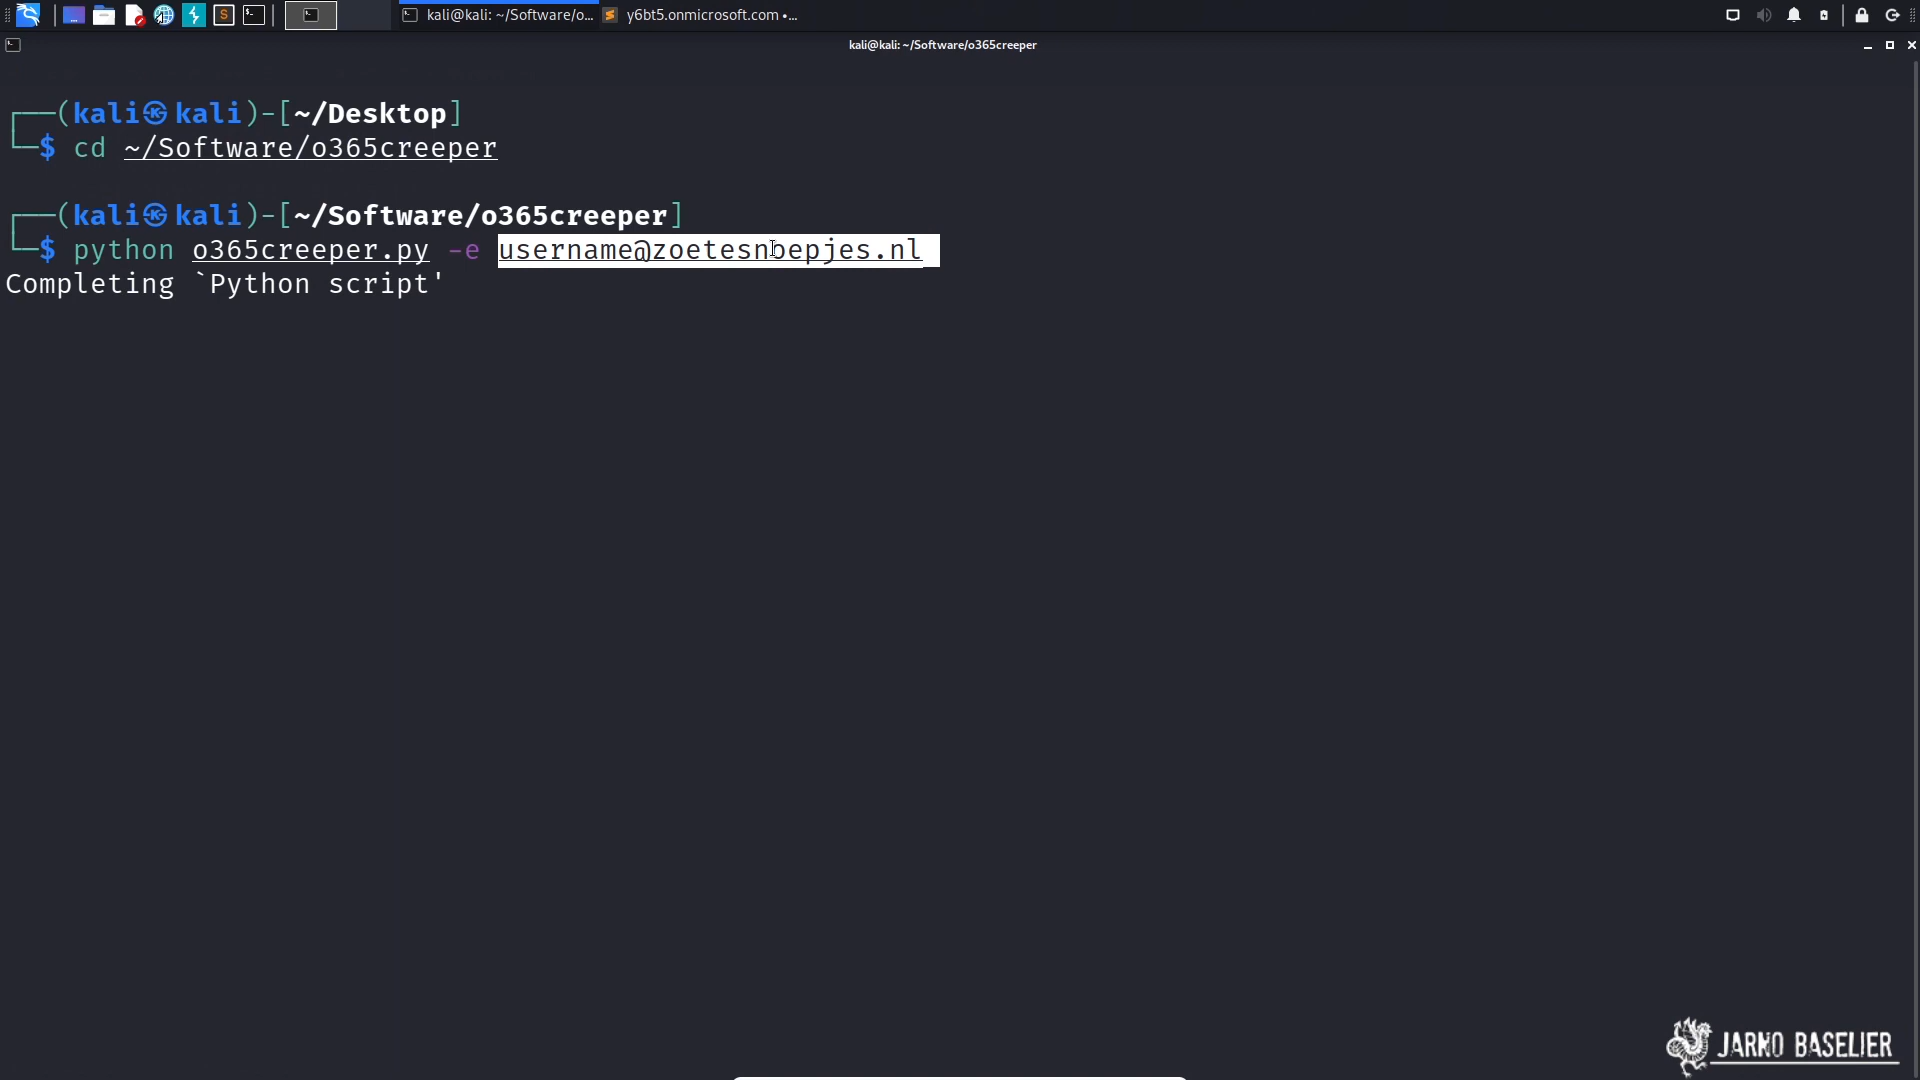 kali@kali: ~/Software/o...
y6bt5.onmicrosoft.com •...
kali@kali: ~/Software/o365creeper
┌──(kali㉿kali)-[~/Desktop]
└─$ cd ~/Software/o365creeper
┌──(kali㉿kali)-[~/Software/o365creeper]
└─$ python o365creeper.py -e username@zoetesnoepjes.nl
Completing `Python script'
JARNO BASELIER